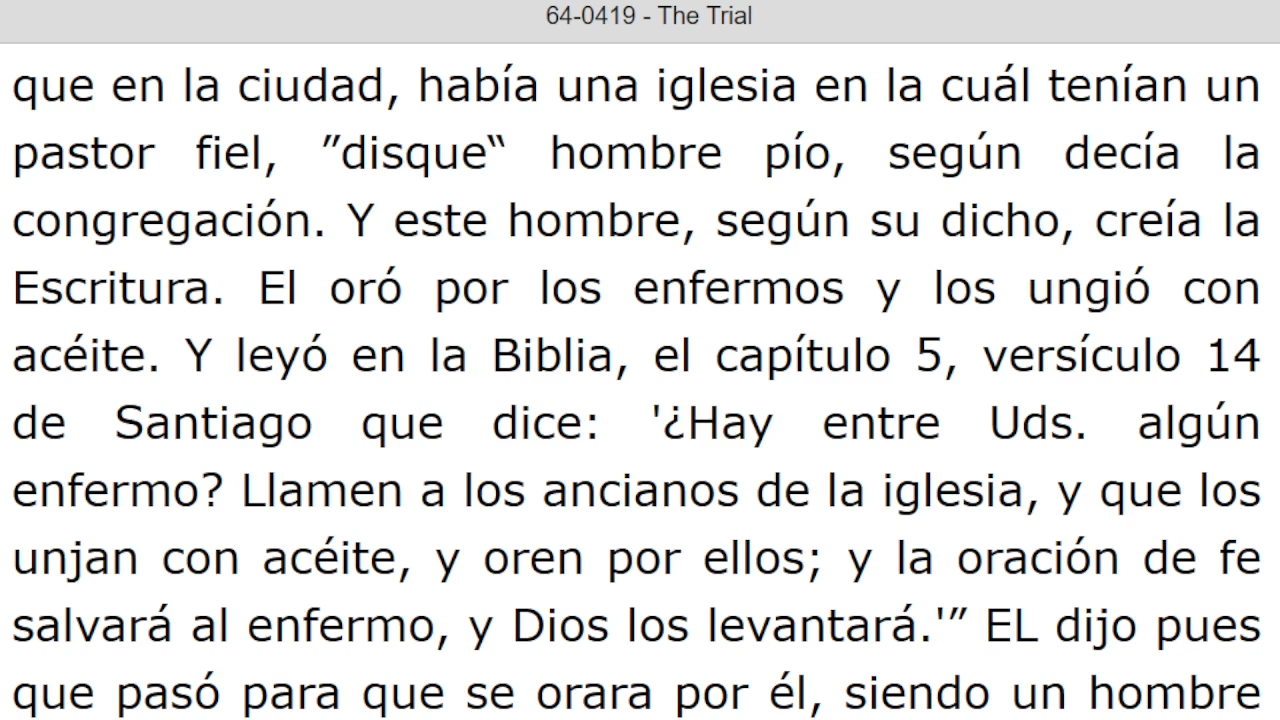 64-0419 - The Trial
que en la ciudad, había una iglesia en la cuál tenían un
pastor fiel, ”disque‟ hombre pío, según decía la
congregación. Y este hombre, según su dicho, creía la
Escritura. El oró por los enfermos y los ungió con
acéite. Y leyó en la Biblia, el capítulo 5, versículo 14
de Santiago que dice: '¿Hay entre Uds. algún
enfermo? Llamen a los ancianos de la iglesia, y que los
unjan con acéite, y oren por ellos; y la oración de fe
salvará al enfermo, y Dios los levantará.'” EL dijo pues
que pasó para que se orara por él, siendo un hombre